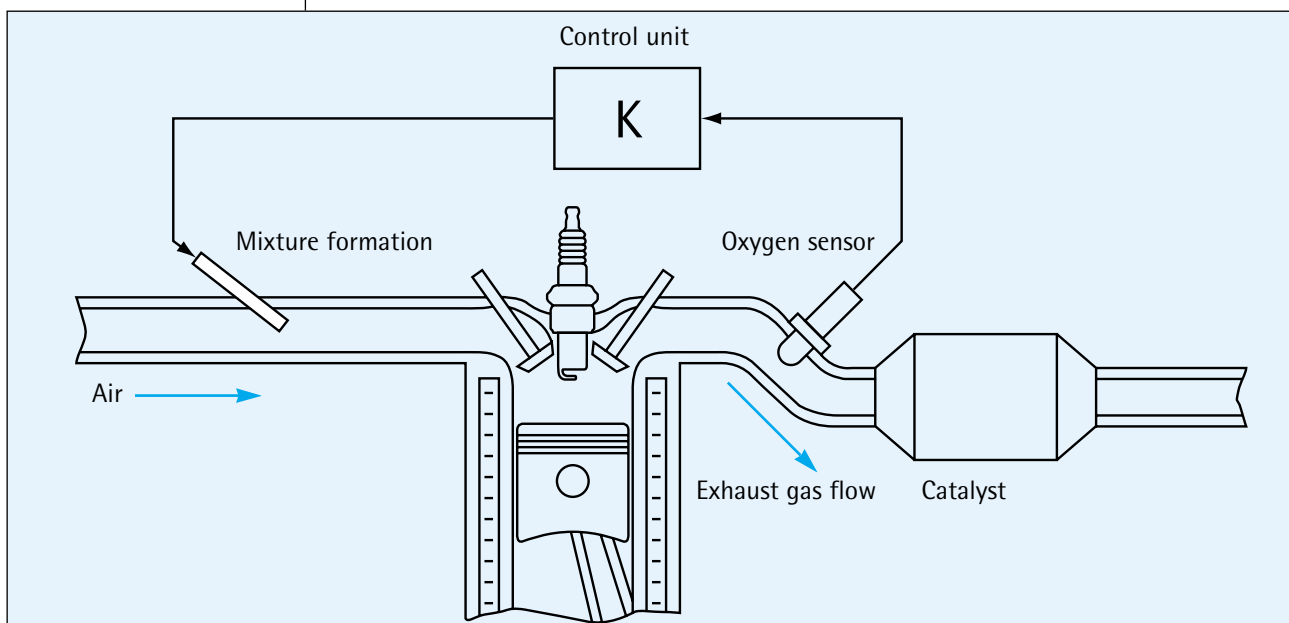 Control unit
K
Mixture formation
Oxygen sensor
Air
Exhaust gas flow
Catalyst